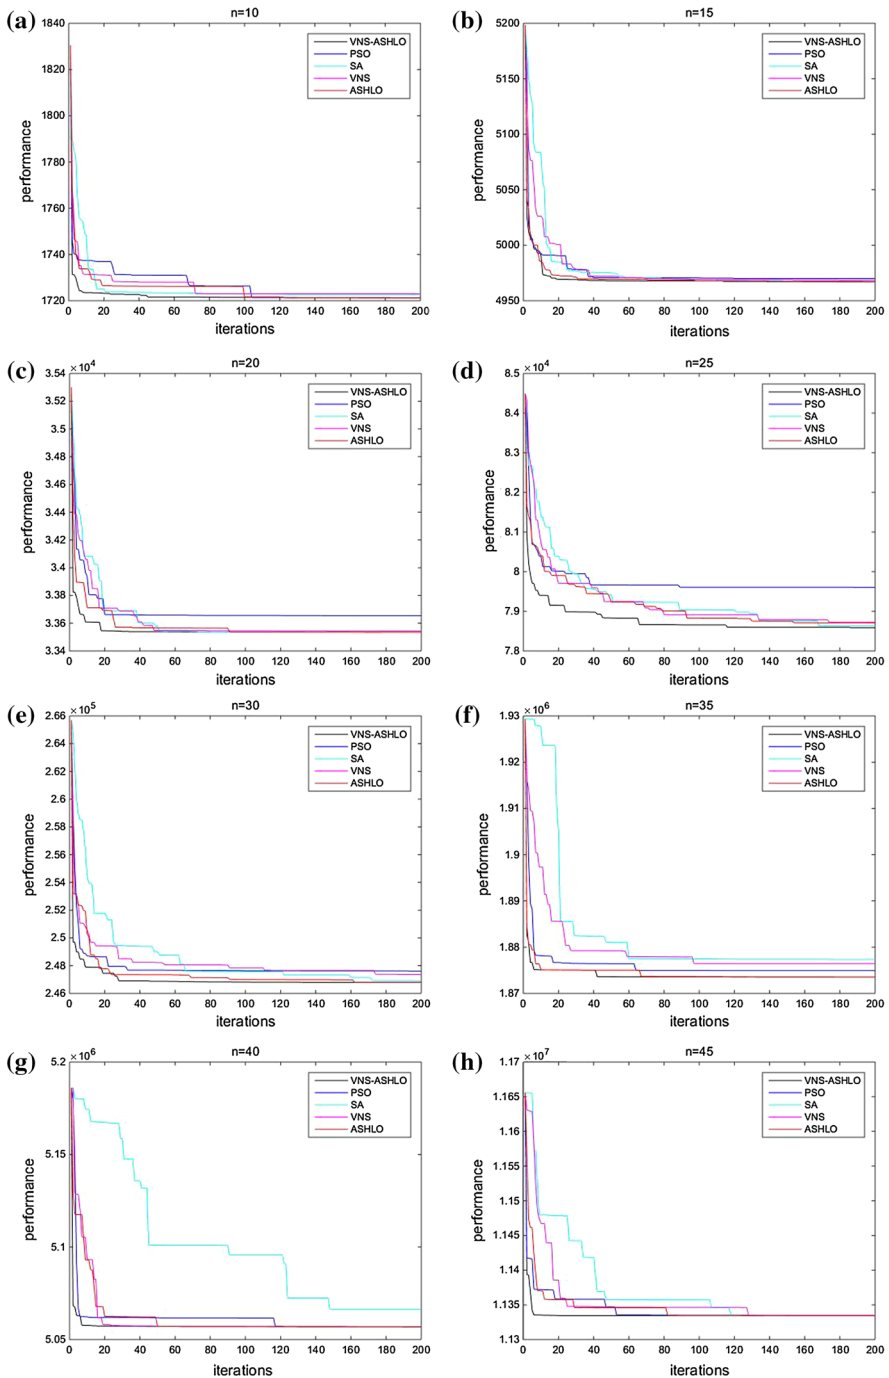 (a)
n=10
1840
1820
1800
1780
1760
1740
1720
performance
0 20 40 60 80 100 120 140 160 180 200
iterations
VNS-ASHLO
PSO
SA
VNS
ASHLO
(b)
n=15
5200
5150
5100
5050
5000
4950
performance
0 20 40 60 80 100 120 140 160 180 200
iterations
VNS-ASHLO
PSO
SA
VNS
ASHLO
(c)
n=20
×10⁴
3.54
3.52
3.5
3.48
3.46
3.44
3.42
3.4
3.38
3.36
3.34
performance
0 20 40 60 80 100 120 140 160 180 200
iterations
VNS-ASHLO
PSO
SA
VNS
ASHLO
(d)
n=25
×10⁴
8.5
8.4
8.3
8.2
8.1
8
7.9
7.8
performance
0 20 40 60 80 100 120 140 160 180 200
iterations
VNS-ASHLO
PSO
SA
VNS
ASHLO
(e)
n=30
×10⁵
2.66
2.64
2.62
2.6
2.58
2.56
2.54
2.52
2.5
2.48
2.46
performance
0 20 40 60 80 100 120 140 160 180 200
iterations
VNS-ASHLO
PSO
SA
VNS
ASHLO
(f)
n=35
×10⁶
1.93
1.92
1.91
1.9
1.89
1.88
1.87
performance
0 20 40 60 80 100 120 140 160 180 200
iterations
VNS-ASHLO
PSO
SA
VNS
ASHLO
(g)
n=40
×10⁶
5.2
5.15
5.1
5.05
performance
0 20 40 60 80 100 120 140 160 180 200
iterations
VNS-ASHLO
PSO
SA
VNS
ASHLO
(h)
n=45
×10⁷
1.17
1.165
1.16
1.155
1.15
1.145
1.14
1.135
1.13
performance
0 20 40 60 80 100 120 140 160 180 200
iterations
VNS-ASHLO
PSO
SA
VNS
ASHLO